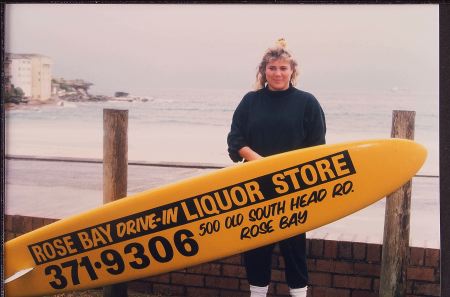 ROSE BAY DRIVE-IN LIQUOR STORE
371·9306 500 OLD SOUTH HEAD RD.
ROSE BAY